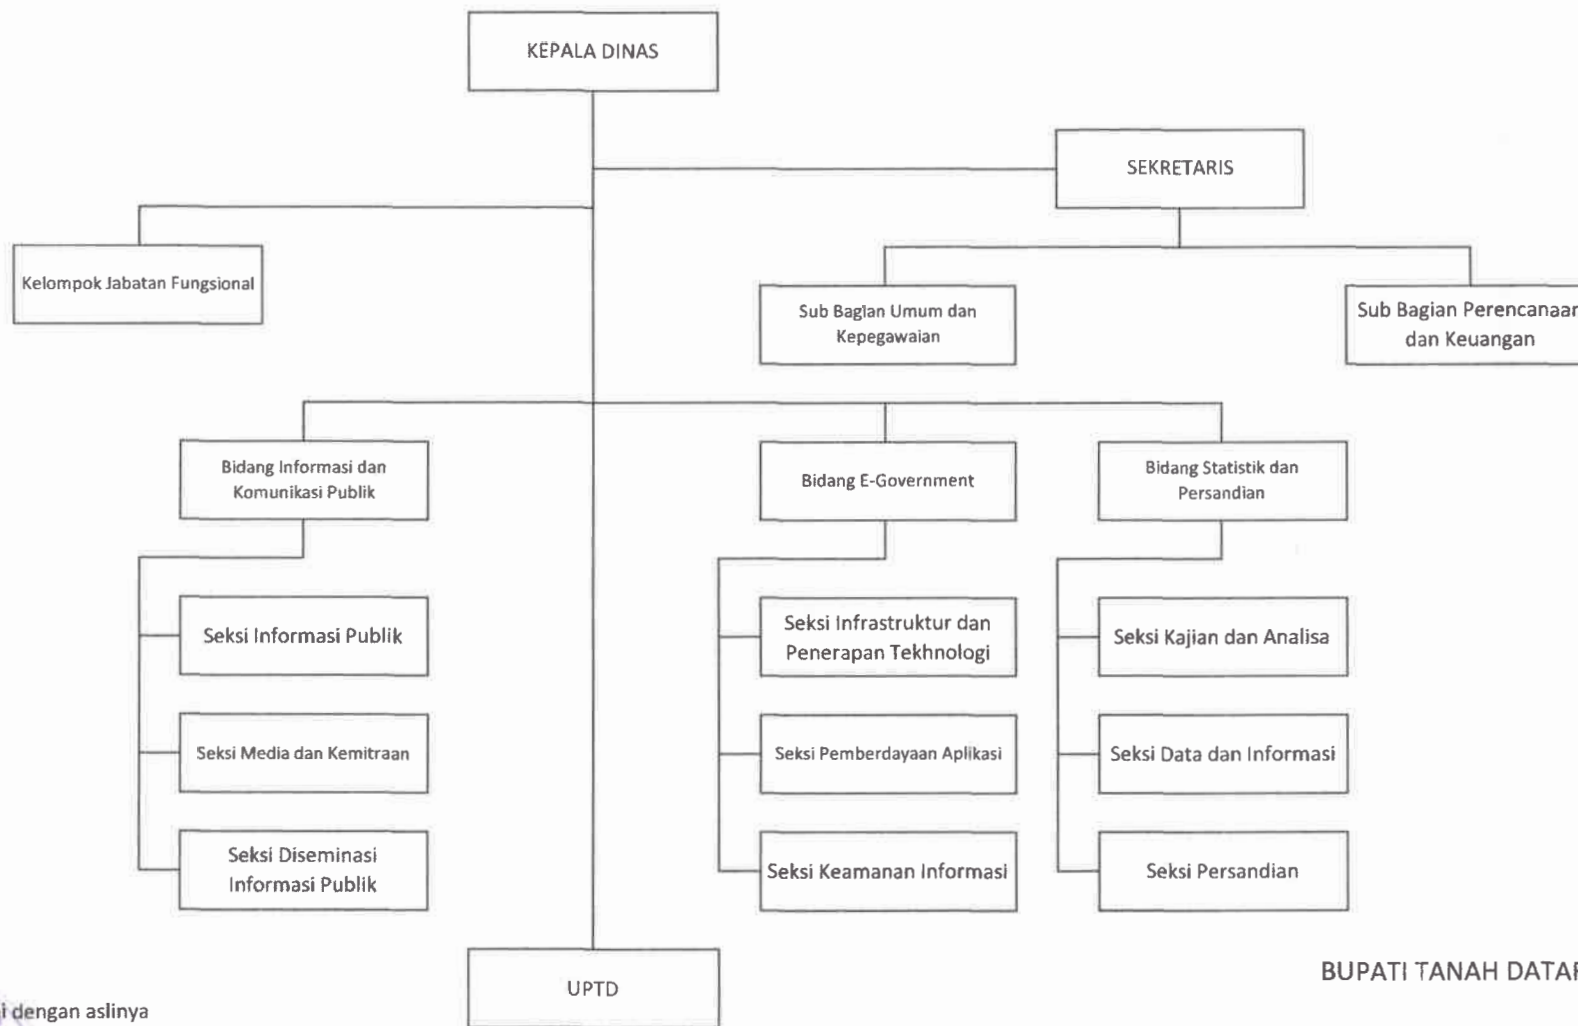 KEPALA DINAS
SEKRETARIS
Kelompok Jabatan Fungsional
Sub Bagian Umum dan
Kepegawaian
Sub Bagian Perencanaan
dan Keuangan
Bidang Informasi dan
Komunikasi Publik
Bidang E-Government
Bidang Statistik dan
Persandian
Seksi Informasi Publik
Seksi Infrastruktur dan
Penerapan Tekhnologi
Seksi Kajian dan Analisa
Seksi Media dan Kemitraan
Seksi Pemberdayaan Aplikasi
Seksi Data dan Informasi
Seksi Diseminasi
Informasi Publik
Seksi Keamanan Informasi
Seksi Persandian
UPTD
BUPATI TANAH DATAR
i dengan aslinya